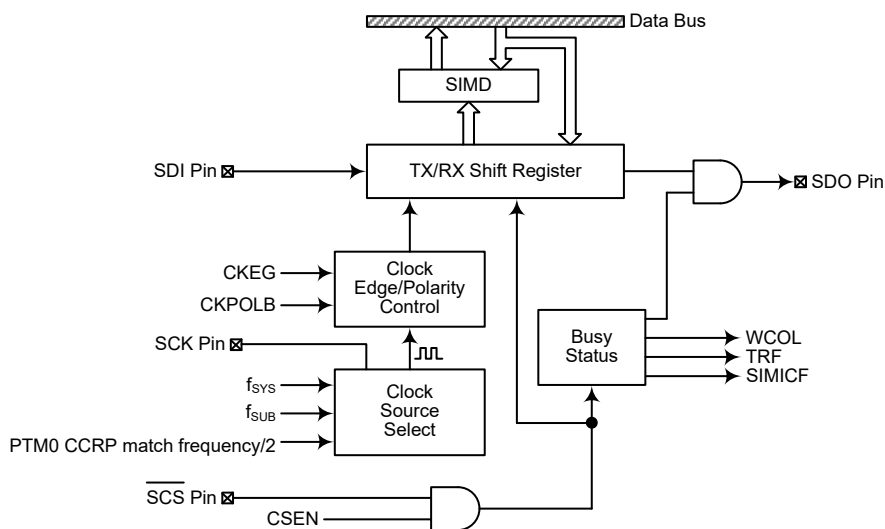 Data Bus
SIMD
SDI Pin
TX/RX Shift Register
SDO Pin
CKEG
CKPOLB
Clock
Edge/Polarity
Control
SCK Pin
Busy
Status
WCOL
TRF
SIMICF
fSYS
fSUB
PTM0 CCRP match frequency/2
Clock
Source
Select
SCS Pin
CSEN